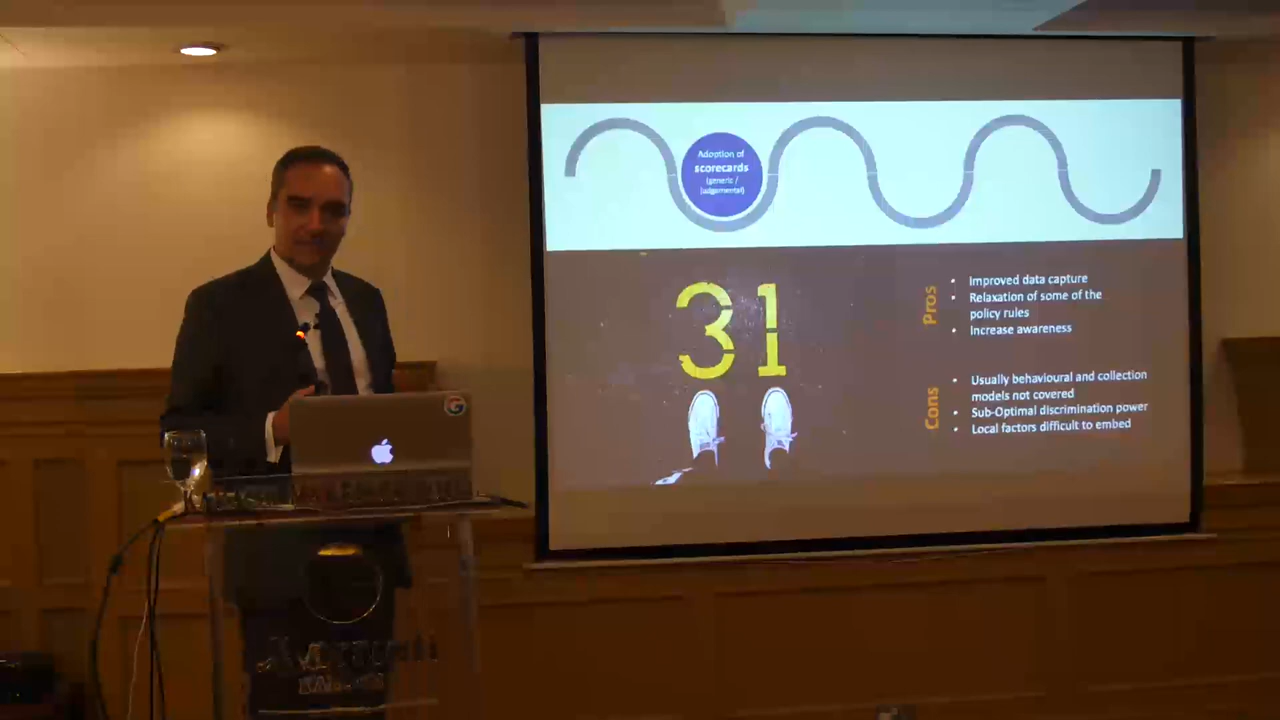 Adoption of
scorecards
(generic /
judgemental)
31
Pros
• Improved data capture
• Relaxation of some of the
policy rules
• Increase awareness
Cons
• Usually behavioural and collection
models not covered
• Sub-Optimal discrimination power
• Local factors difficult to embed
G